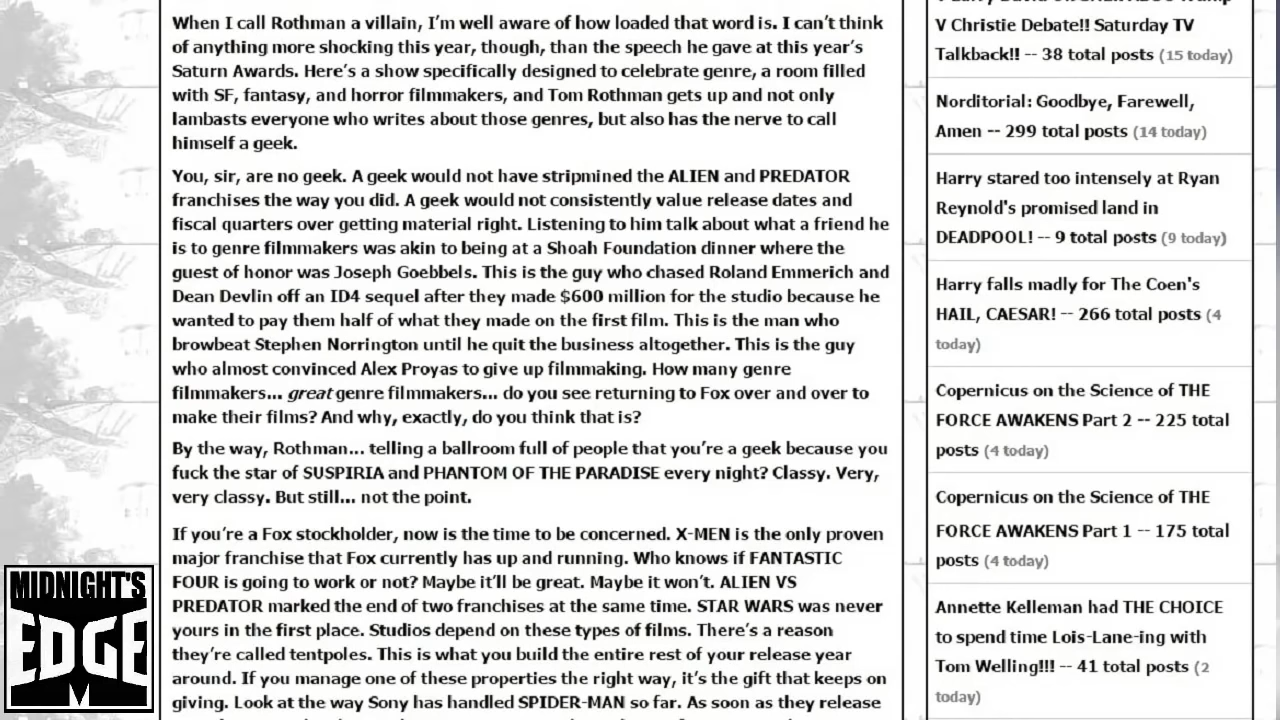 When I call Rothman a villain, I'm well aware of how loaded that word is. I can't think
of anything more shocking this year, though, than the speech he gave at this year's
Saturn Awards. Here's a show specifically designed to celebrate genre, a room filled
with SF, fantasy, and horror filmmakers, and Tom Rothman gets up and not only
lambasts everyone who writes about those genres, but also has the nerve to call
himself a geek.
You, sir, are no geek. A geek would not have stripmined the ALIEN and PREDATOR
franchises the way you did. A geek would not consistently value release dates and
fiscal quarters over getting material right. Listening to him talk about what a friend he
is to genre filmmakers was akin to being at a Shoah Foundation dinner where the
guest of honor was Joseph Goebbels. This is the guy who chased Roland Emmerich and
Dean Devlin off an ID4 sequel after they made $600 million for the studio because he
wanted to pay them half of what they made on the first film. This is the man who
browbeat Stephen Norrington until he quit the business altogether. This is the guy
who almost convinced Alex Proyas to give up filmmaking. How many genre
filmmakers... great genre filmmakers... do you see returning to Fox over and over to
make their films? And why, exactly, do you think that is?
By the way, Rothman... telling a ballroom full of people that you're a geek because you
fuck the star of SUSPIRIA and PHANTOM OF THE PARADISE every night? Classy. Very,
very classy. But still... not the point.
If you're a Fox stockholder, now is the time to be concerned. X-MEN is the only proven
major franchise that Fox currently has up and running. Who knows if FANTASTIC
FOUR is going to work or not? Maybe it'll be great. Maybe it won't. ALIEN VS
PREDATOR marked the end of two franchises at the same time. STAR WARS was never
yours in the first place. Studios depend on these types of films. There's a reason
they're called tentpoles. This is what you build the entire rest of your release year
around. If you manage one of these properties the right way, it's the gift that keeps on
giving. Look at the way Sony has handled SPIDER-MAN so far. As soon as they release
V Christie Debate!! Saturday TV
Talkback!! -- 38 total posts (15 today)
Norditorial: Goodbye, Farewell,
Amen -- 299 total posts (14 today)
Harry stared too intensely at Ryan
Reynold's promised land in
DEADPOOL! -- 9 total posts (9 today)
Harry falls madly for The Coen's
HAIL, CAESAR! -- 266 total posts (4
today)
Copernicus on the Science of THE
FORCE AWAKENS Part 2 -- 225 total
posts (4 today)
Copernicus on the Science of THE
FORCE AWAKENS Part 1 -- 175 total
posts (4 today)
Annette Kelleman had THE CHOICE
to spend time Lois-Lane-ing with
Tom Welling!!! -- 41 total posts (2
today)
MIDNIGHT'S
EDGE